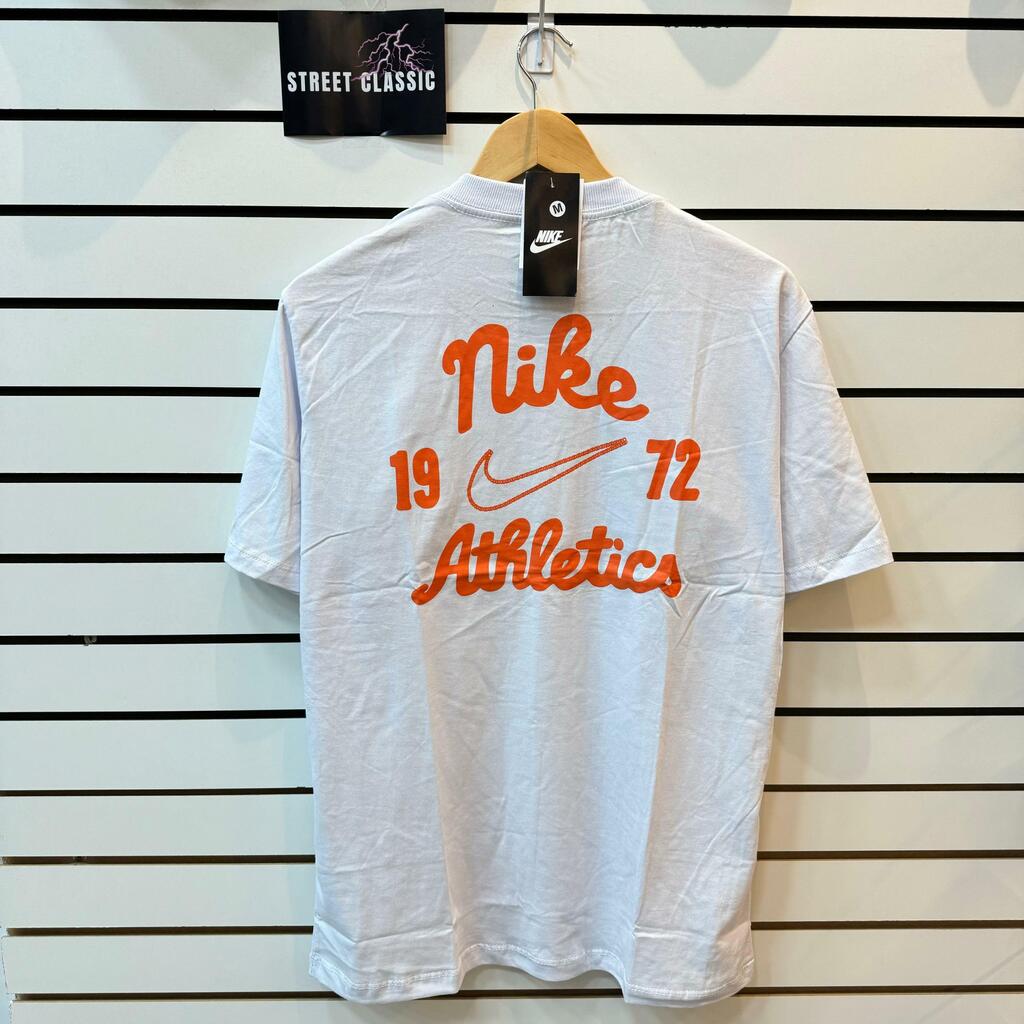 STREET CLASSIC
M
NIKE
Nike
19 72
Athletics